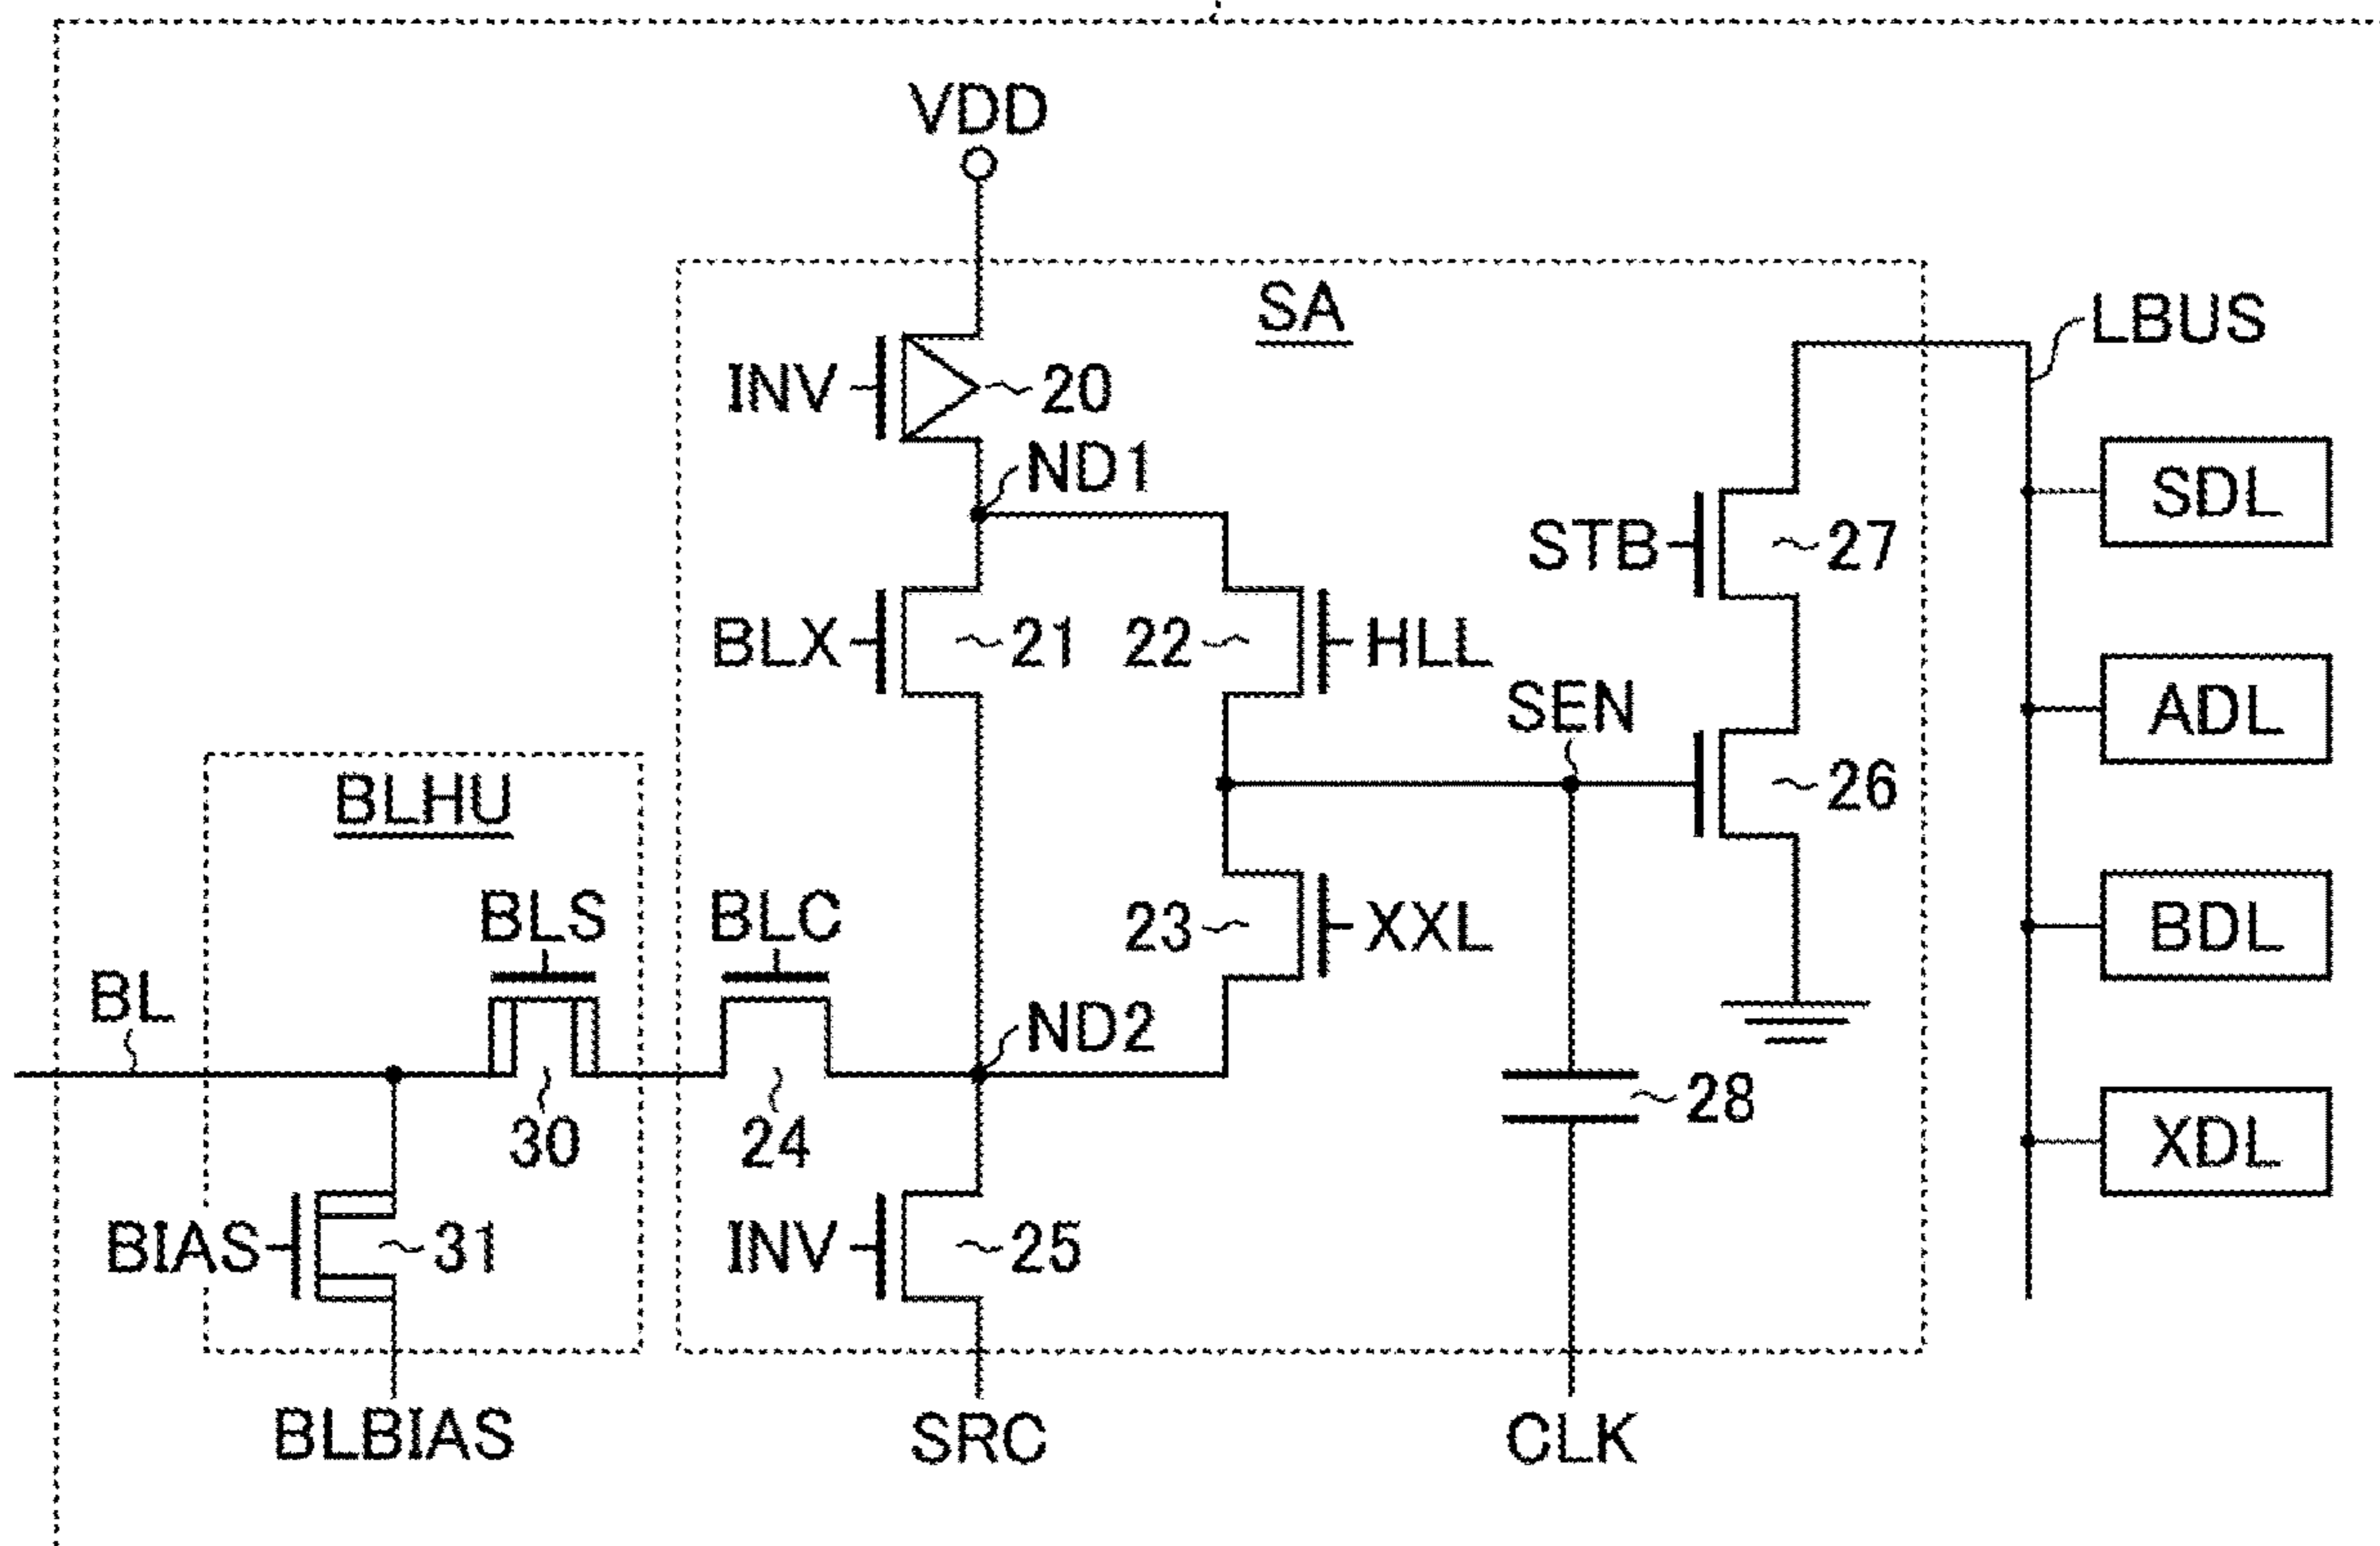 VDD
SA
LBUS
INV
20
ND1
SDL
STB
27
BLX
21
22
HLL
SEN
ADL
BLHU
26
BLS
BLC
23
XXL
BDL
BL
ND2
30
24
28
XDL
BIAS
31
INV
25
BLBIAS
SRC
CLK